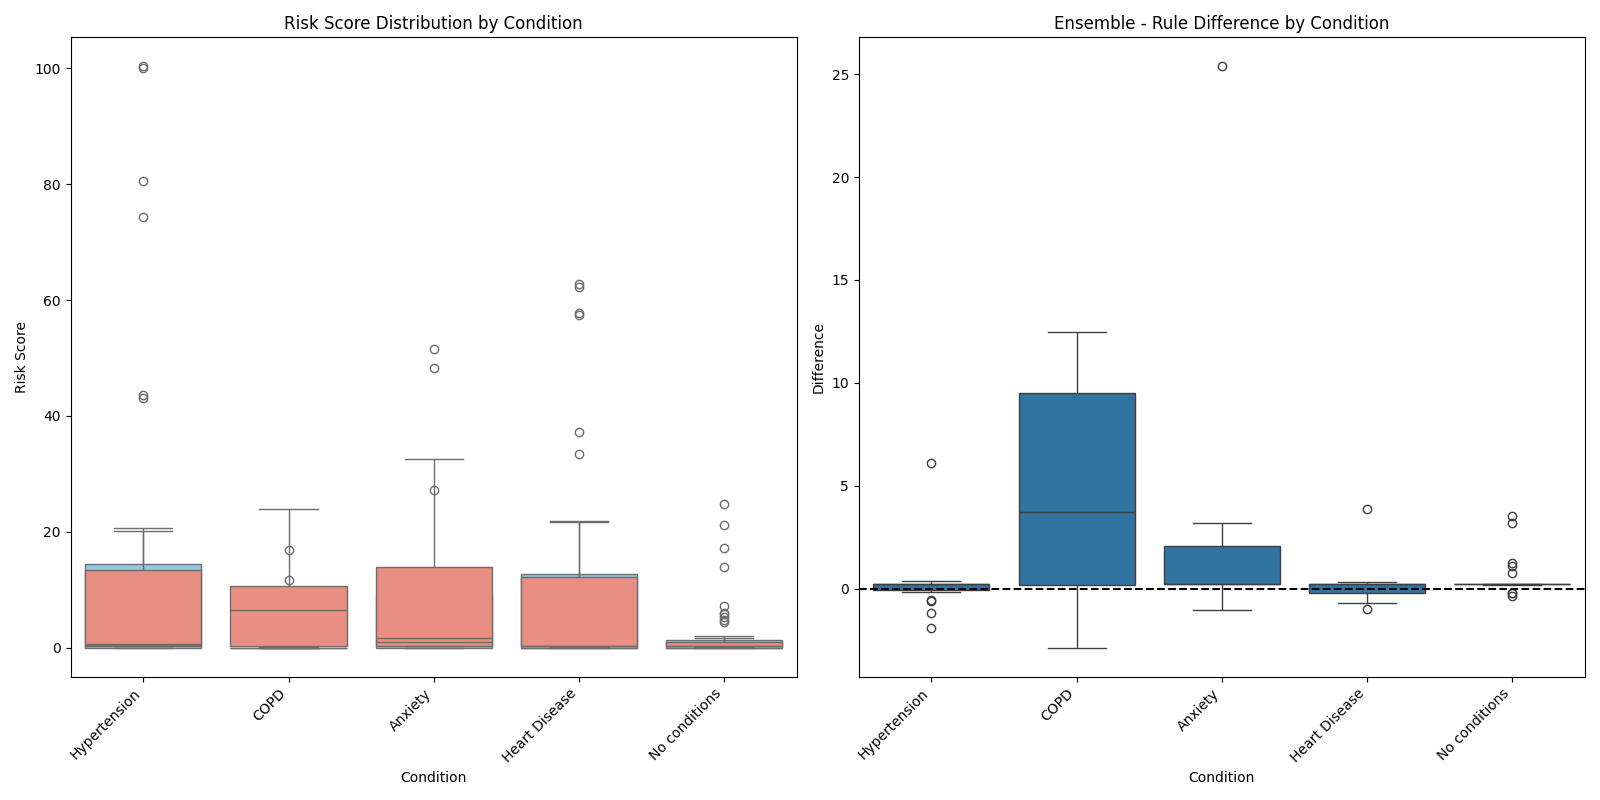 Risk Score Distribution by Condition
100
80
60
40
20
0
Risk Score
Hypertension
COPD
Anxiety
Heart Disease
No conditions
Condition
Ensemble - Rule Difference by Condition
25
20
15
10
5
0
Difference
Hypertension
COPD
Anxiety
Heart Disease
No conditions
Condition